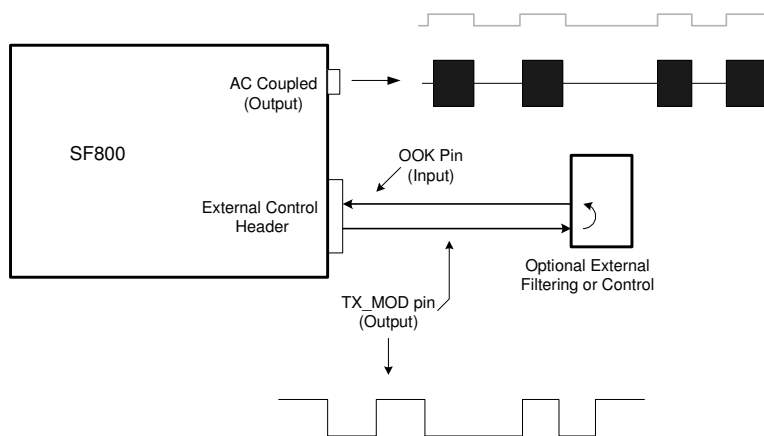 AC Coupled
(Output)
SF800
OOK Pin
(Input)
External Control
Header
Optional External
Filtering or Control
TX_MOD pin
(Output)